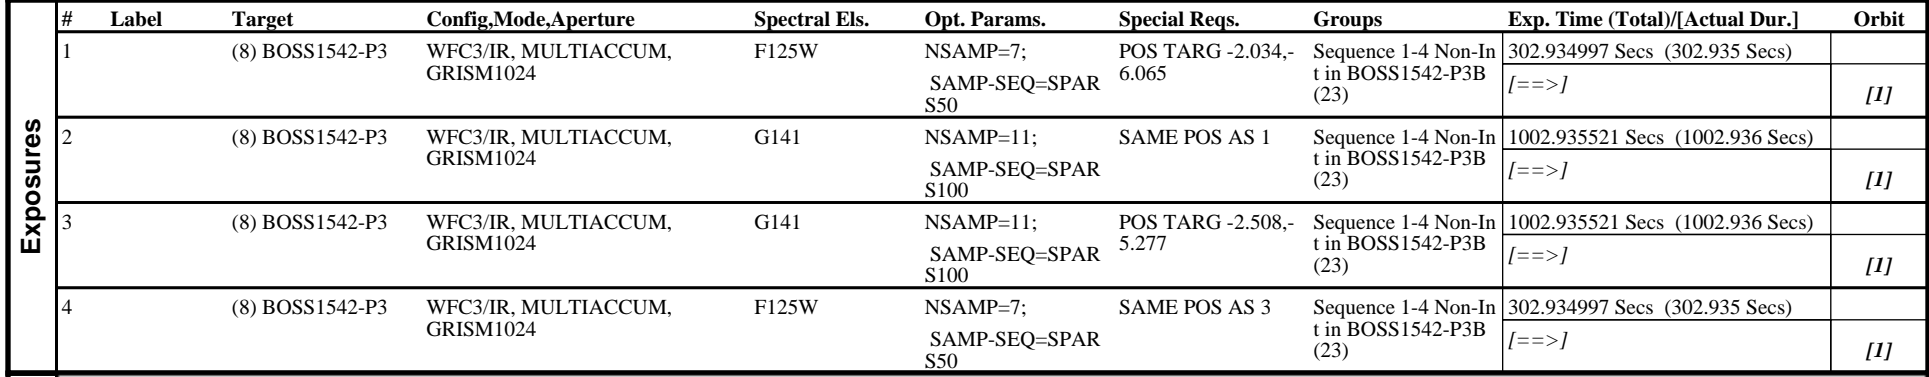 # Label Target Config,Mode,Aperture Spectral Els. Opt. Params. Special Reqs. Groups Exp. Time (Total)/[Actual Dur.] Orbit
Exposures
1 (8) BOSS1542-P3 WFC3/IR, MULTIACCUM, F125W NSAMP=7; POS TARG -2.034,- Sequence 1-4 Non-In 302.934997 Secs (302.935 Secs)
GRISM1024 6.065 t in BOSS1542-P3B
SAMP-SEQ=SPAR (23) [==>]
S50 [1]
2 (8) BOSS1542-P3 WFC3/IR, MULTIACCUM, G141 NSAMP=11; SAME POS AS 1 Sequence 1-4 Non-In 1002.935521 Secs (1002.936 Secs)
GRISM1024 t in BOSS1542-P3B
SAMP-SEQ=SPAR (23) [==>]
S100 [1]
3 (8) BOSS1542-P3 WFC3/IR, MULTIACCUM, G141 NSAMP=11; POS TARG -2.508,- Sequence 1-4 Non-In 1002.935521 Secs (1002.936 Secs)
GRISM1024 5.277 t in BOSS1542-P3B
SAMP-SEQ=SPAR (23) [==>]
S100 [1]
4 (8) BOSS1542-P3 WFC3/IR, MULTIACCUM, F125W NSAMP=7; SAME POS AS 3 Sequence 1-4 Non-In 302.934997 Secs (302.935 Secs)
GRISM1024 t in BOSS1542-P3B
SAMP-SEQ=SPAR (23) [==>]
S50 [1]